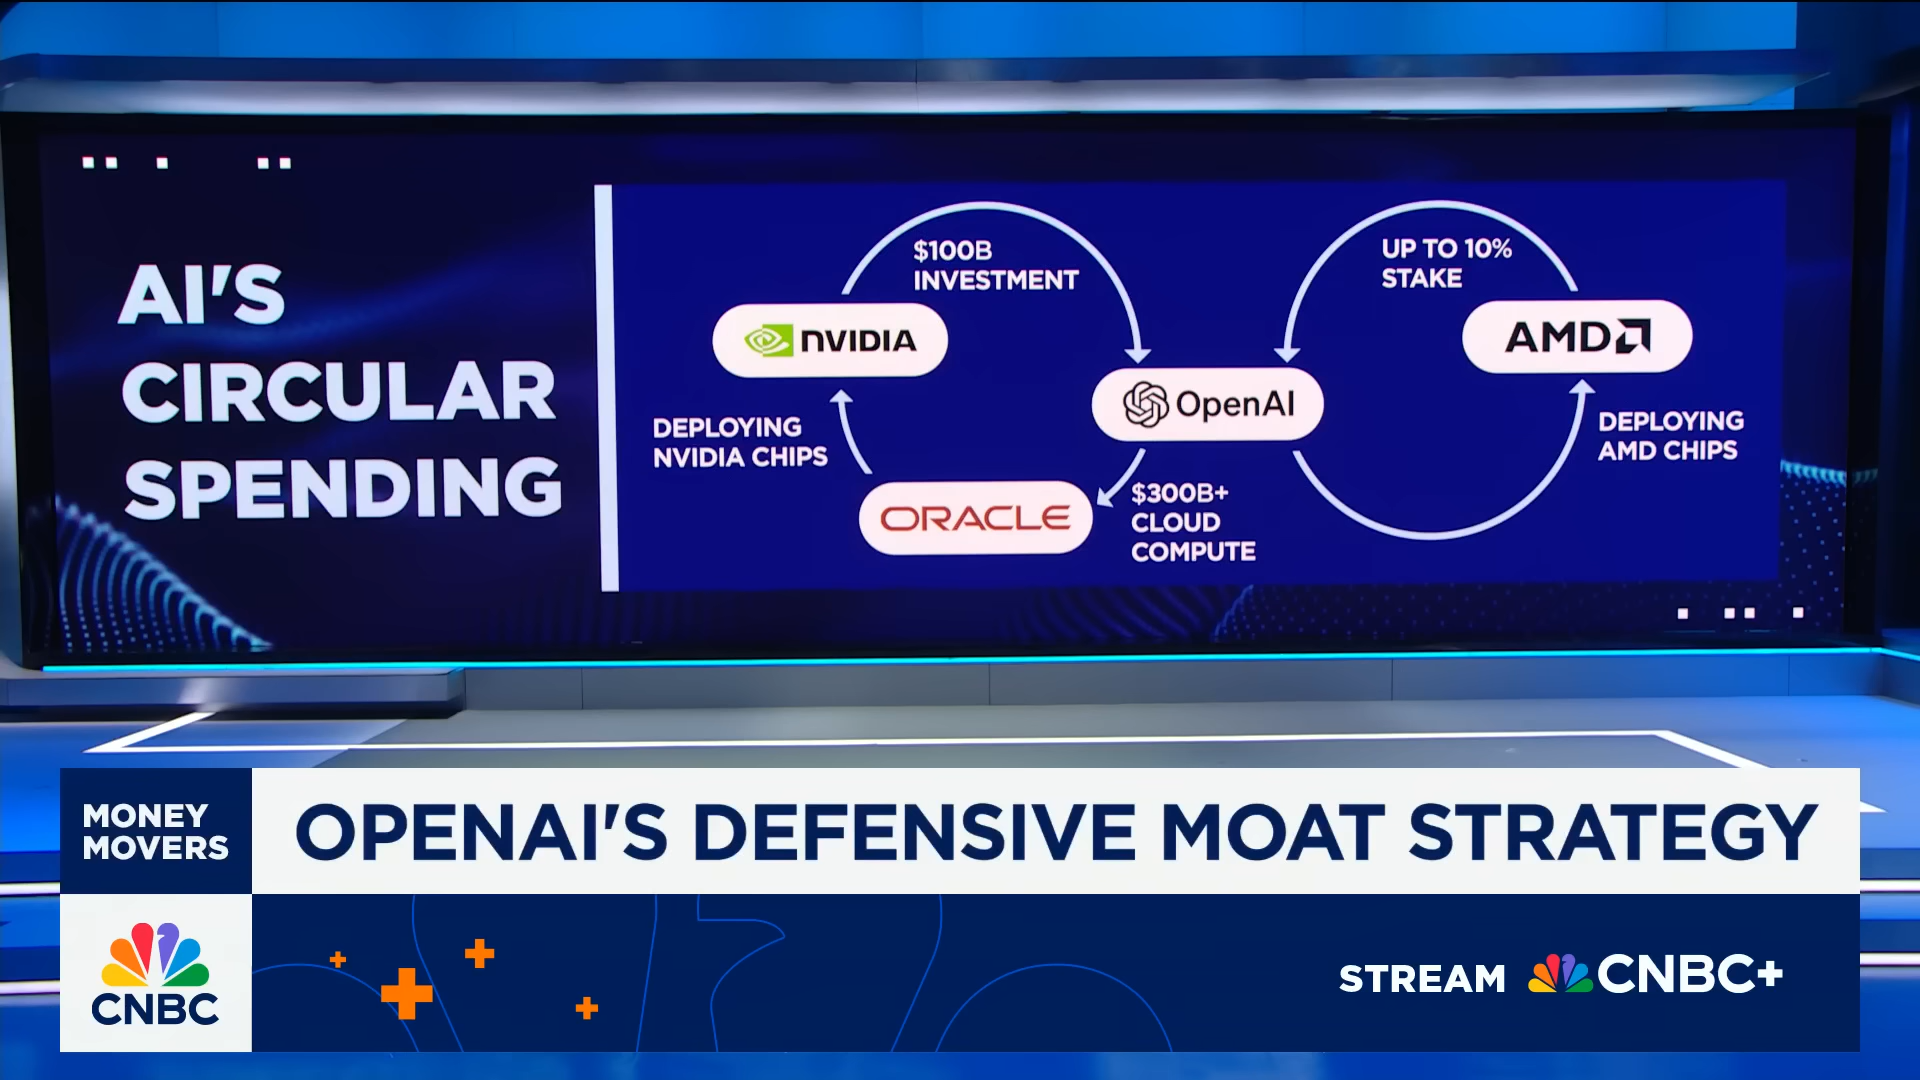 AI'S
CIRCULAR
SPENDING
$100B
INVESTMENT
UP TO 10%
STAKE
NVIDIA
AMD
OpenAI
DEPLOYING
NVIDIA CHIPS
DEPLOYING
AMD CHIPS
ORACLE
$300B+
CLOUD
COMPUTE
MONEY
MOVERS
OPENAI'S DEFENSIVE MOAT STRATEGY
CNBC
STREAM CNBC+